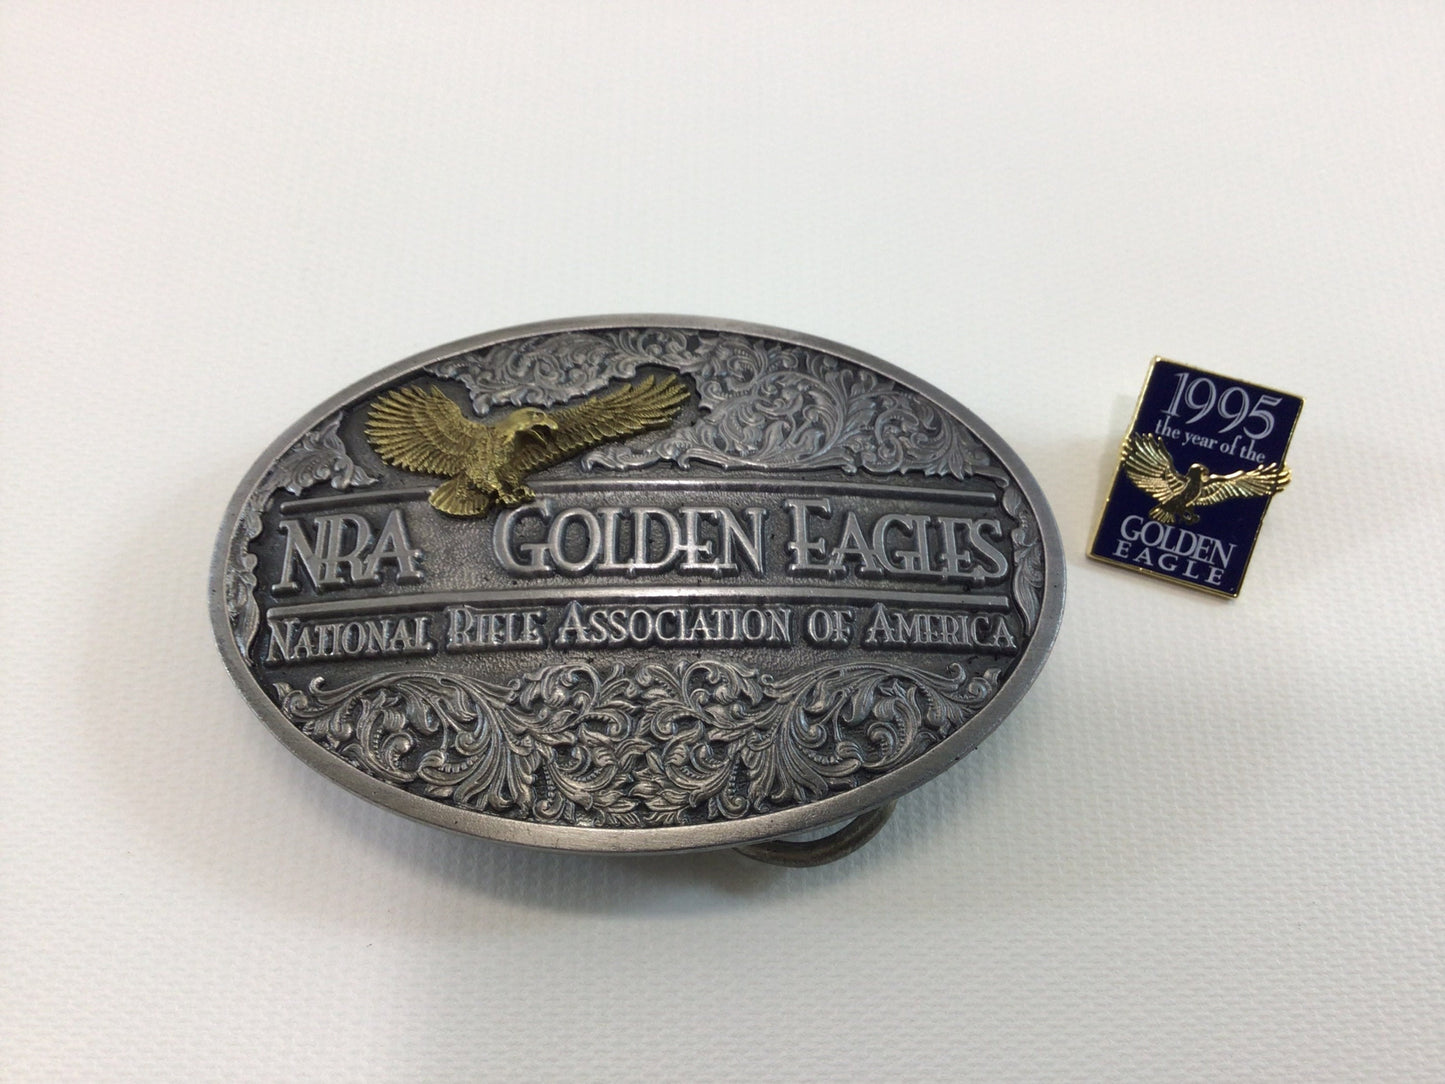 NRA GOLDEN EAGLES
NATIONAL RIFLE ASSOCIATION OF AMERICA
1995
the year of the
GOLDEN
EAGLE